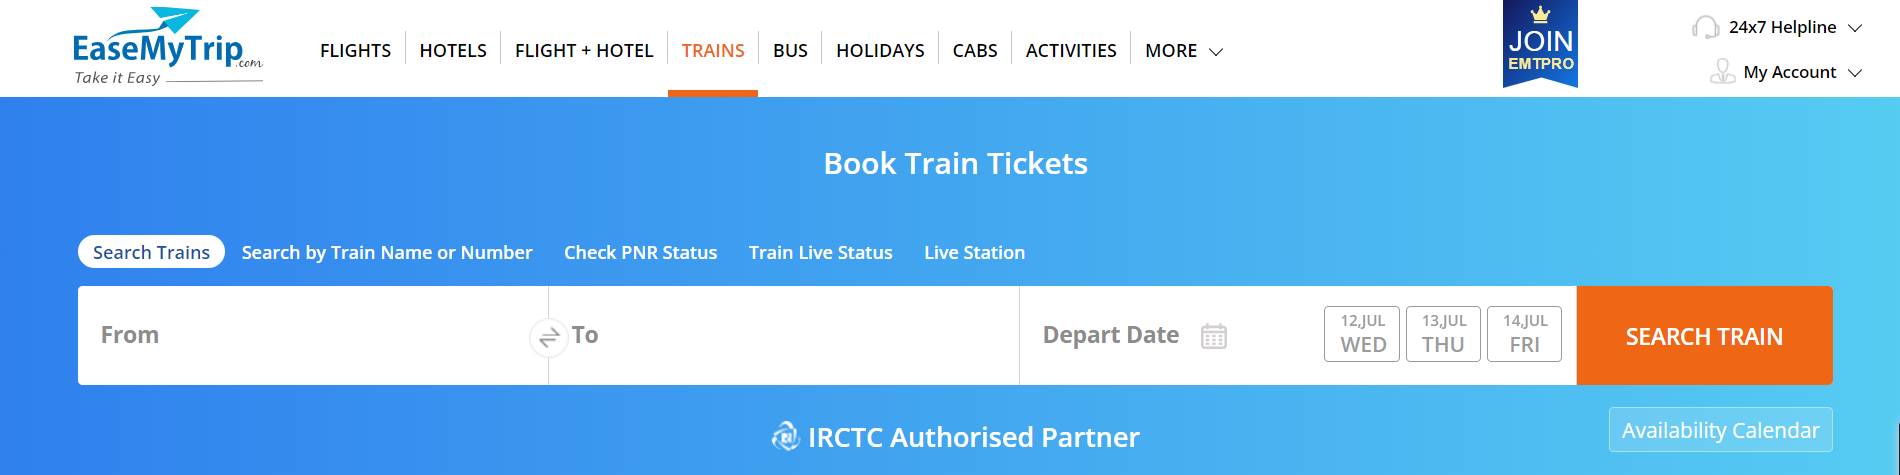 EaseMyTrip.com
Take it Easy
FLIGHTS HOTELS FLIGHT + HOTEL TRAINS BUS HOLIDAYS CABS ACTIVITIES MORE
JOIN
EMTPRO
24x7 Helpline
My Account
Book Train Tickets
Search Trains Search by Train Name or Number Check PNR Status Train Live Status Live Station
From To Depart Date
12,JUL
WED
13,JUL
THU
14,JUL
FRI
SEARCH TRAIN
IRCTC Authorised Partner
Availability Calendar